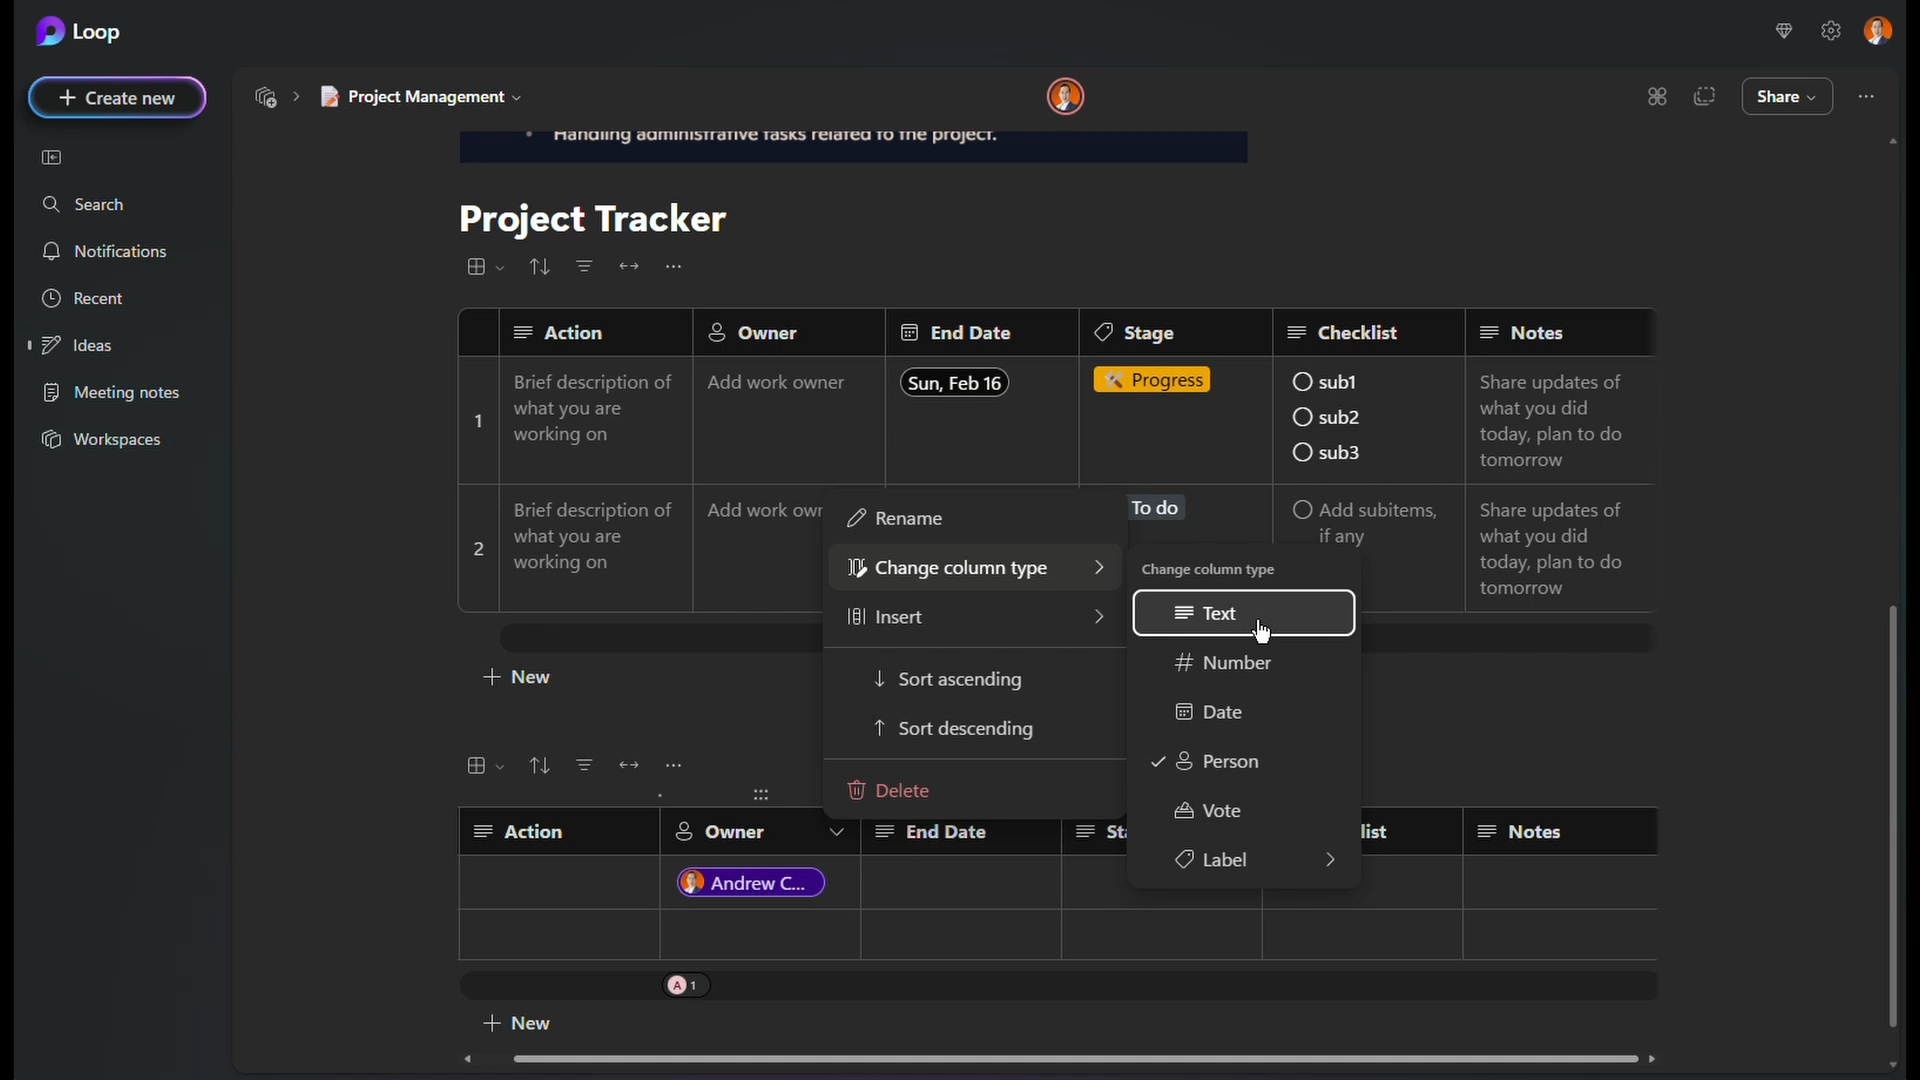 Loop
Create new
Project Management
Share
Search
Notifications
Recent
Ideas
Meeting notes
Workspaces
Handling administrative tasks related to the project.
Project Tracker
Action Owner End Date Stage Checklist Notes
1
Brief description of
what you are
working on
Add work owner
Sun, Feb 16
Progress
sub1
sub2
sub3
Share updates of
what you did
today, plan to do
tomorrow
2
Brief description of
what you are
working on
Add work
To do
Add subitems,
if any
Share updates of
what you did
today, plan to do
tomorrow
New
Rename
Change column type
Insert
Sort ascending
Sort descending
Delete
Change column type
Text
Number
Date
Person
Vote
Label
Action Owner End Date Notes
Andrew C...
A 1
New